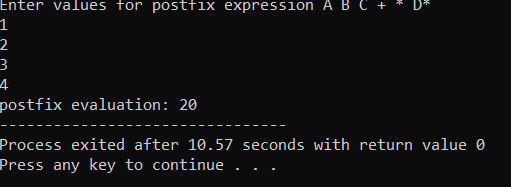 Enter values for postfix expression A B C + * D*
1
2
3
4
postfix evaluation: 20
--------------------------------
Process exited after 10.57 seconds with return value 0
Press any key to continue . . .